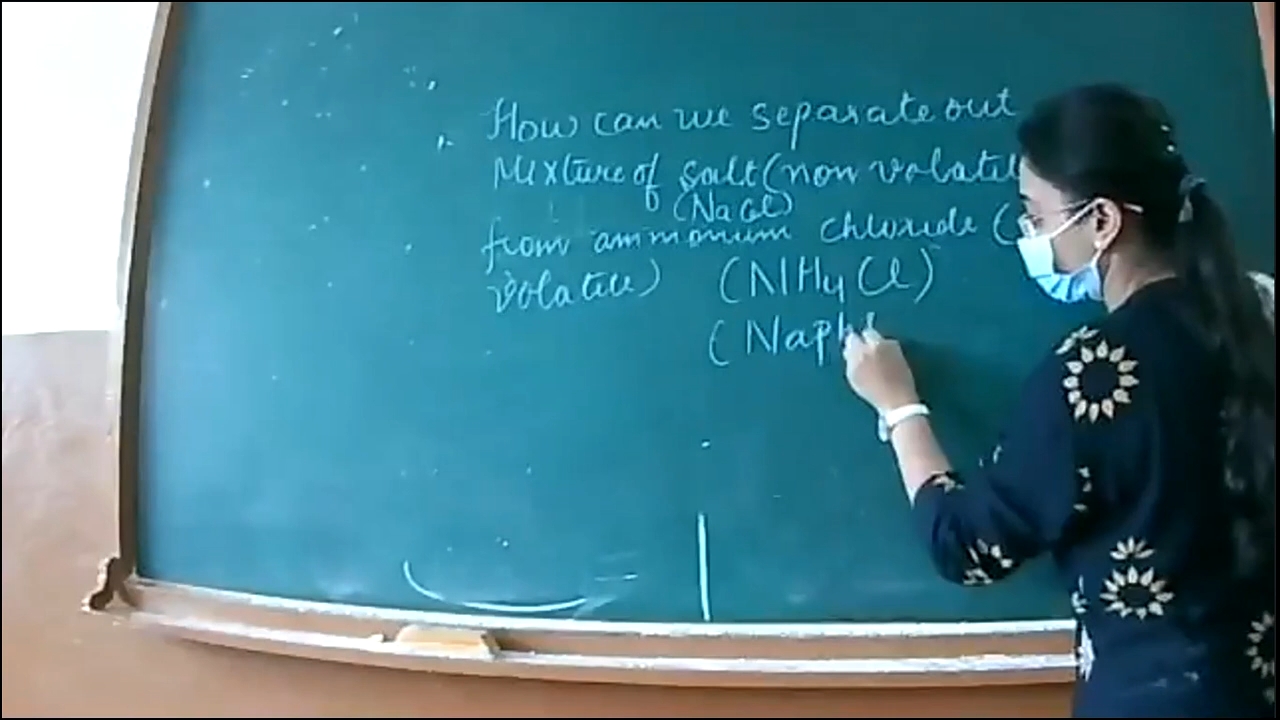 How can we separate out
Mixture of salt (non volatil
(NaCl)
from ammonium chloride (
volatile) (NH4Cl)
(Naph